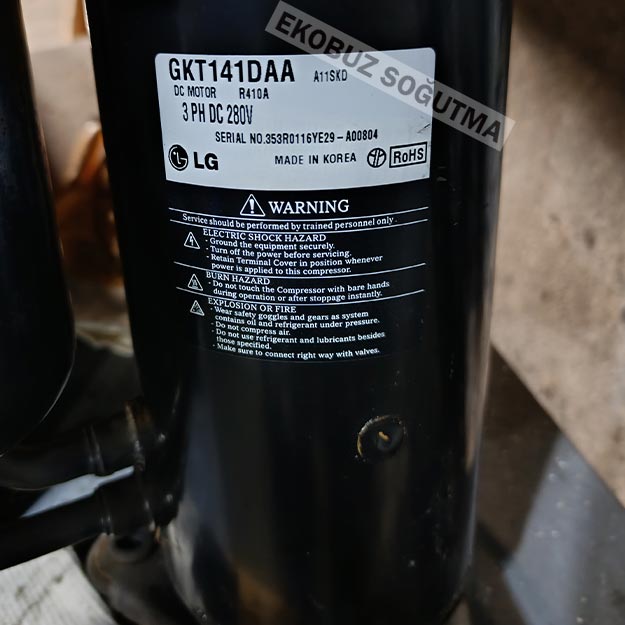 EKOBUZ SOĞUTMA
GKT141DAA A11SKD
DC MOTOR R410A
3 PH DC 280V
SERIAL NO.353R0116YE29-A00804
LG MADE IN KOREA RoHS
WARNING
Service should be performed by trained personnel only.
ELECTRIC SHOCK HAZARD
- Ground the equipment securely.
- Turn off the power before servicing.
- Retain Terminal Cover in position whenever
power is applied to this compressor.
BURN HAZARD
- Do not touch the Compressor with bare hands
during operation or after stoppage instantly.
EXPLOSION OR FIRE
- Wear safety goggles and gears as system
contains oil and refrigerant under pressure.
- Do not compress air.
- Do not use refrigerant and lubricants besides
those specified.
- Make sure to connect right way with valves.